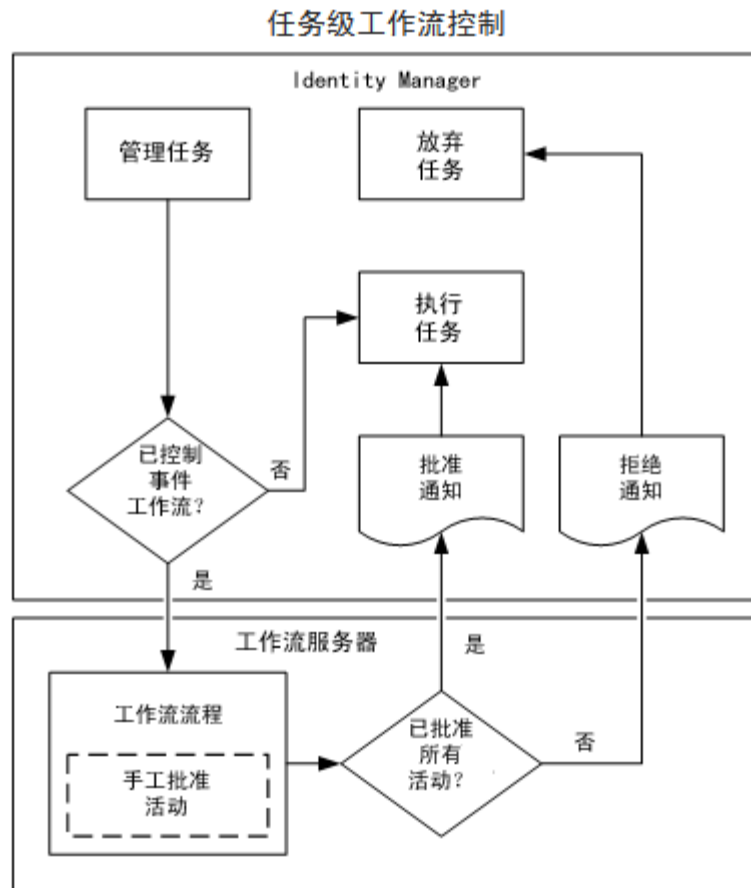 任务级工作流控制
Identity Manager
管理任务
放弃
任务
执行
任务
已控制
事件
工作流?
否
批准
通知
拒绝
通知
是
工作流服务器
是
工作流流程
手工批准
活动
已批准
所有
活动?
否